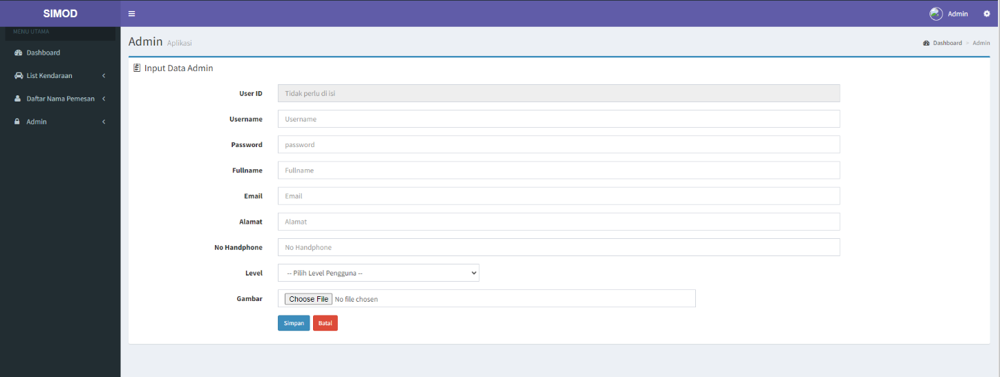 SIMOD
Admin
MENU UTAMA
Dashboard
List Kendaraan
Daftar Nama Pemesan
Admin
Admin Aplikasi
Dashboard > Admin
Input Data Admin
User ID Tidak perlu di isi
Username Username
Password password
Fullname Fullname
Email Email
Alamat Alamat
No Handphone No Handphone
Level -- Pilih Level Pengguna --
Gambar Choose File No file chosen
Simpan Batal